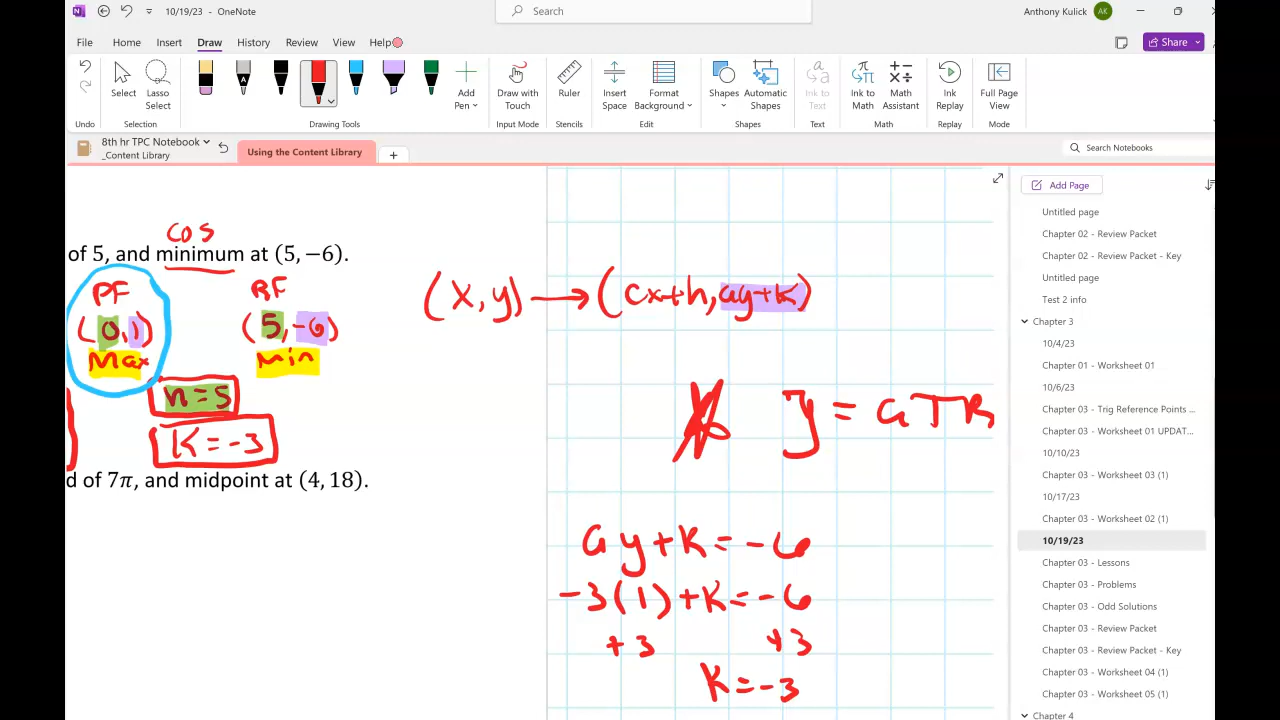 10/19/23 - OneNote
Search
Anthony Kulick
AK
File Home Insert Draw History Review View Help
Share
Undo
Select
Lasso Select
Add Pen
Draw with Touch
Ruler
Insert Space
Format Background
Shapes
Automatic Shapes
Ink to Text
Ink to Math
Math Assistant
Ink Replay
Full Page View
Undo Selection Drawing Tools Input Mode Stencils Edit Shapes Text Math Replay Mode
8th hr TPC Notebook
_Content Library
Using the Content Library
+
Search Notebooks
cos
of 5, and minimum at (5, −6).
PF
(0,1)
Max
RF
(5,-6)
Min
h = 5
K = -3
d of 7π, and midpoint at (4, 18).
(x,y) → (cx+h, ay+k)
y = a TR
ay+k=-6
-3(1)+k=-6
+3 +3
k=-3
Add Page
Untitled page
Chapter 02 - Review Packet
Chapter 02 - Review Packet - Key
Untitled page
Test 2 info
Chapter 3
10/4/23
Chapter 01 - Worksheet 01
10/6/23
Chapter 03 - Trig Reference Points ...
Chapter 03 - Worksheet 01 UPDAT...
10/10/23
Chapter 03 - Worksheet 03 (1)
10/17/23
Chapter 03 - Worksheet 02 (1)
10/19/23
Chapter 03 - Lessons
Chapter 03 - Problems
Chapter 03 - Odd Solutions
Chapter 03 - Review Packet
Chapter 03 - Review Packet - Key
Chapter 03 - Worksheet 04 (1)
Chapter 03 - Worksheet 05 (1)
Chapter 4